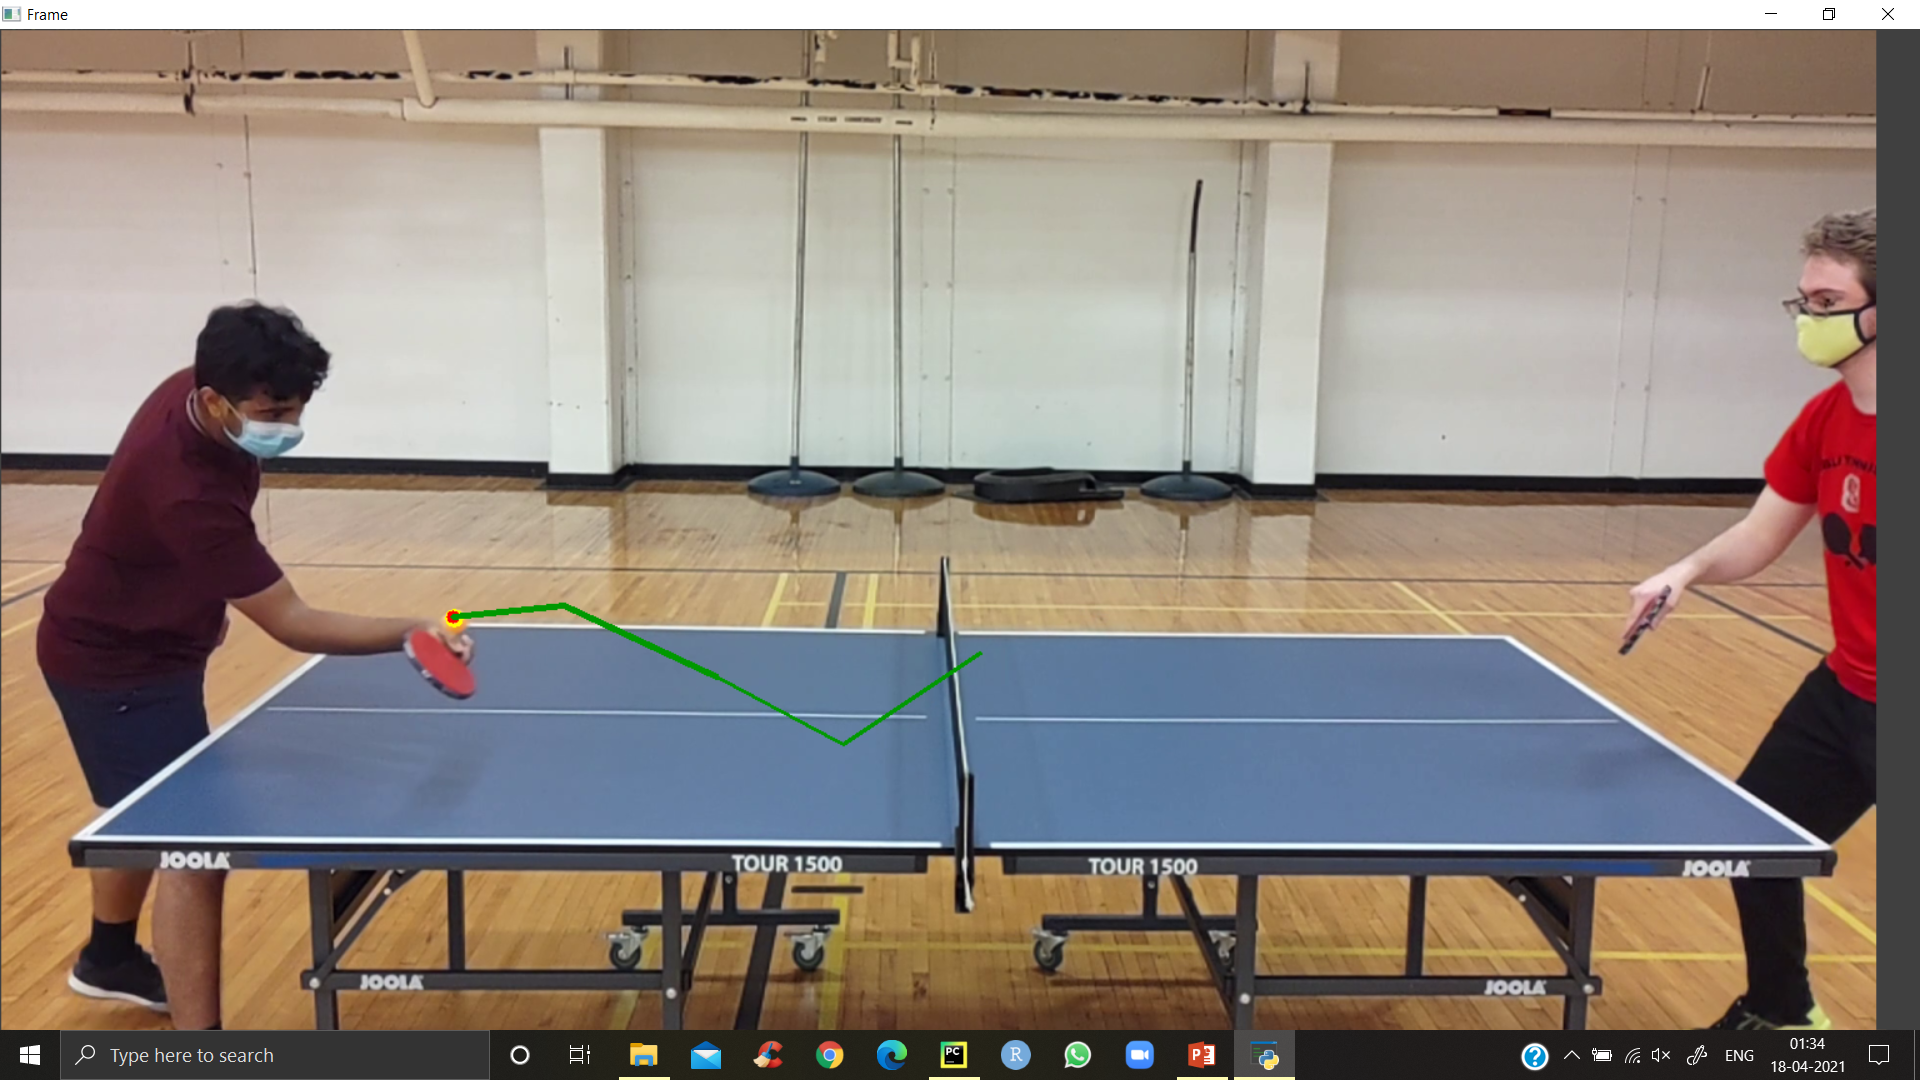 Frame
JOOLA
TOUR 1500
TOUR 1500
JOOLA
JOOLA
JOOLA
Type here to search
PC
R
P
ENG
01:34
18-04-2021